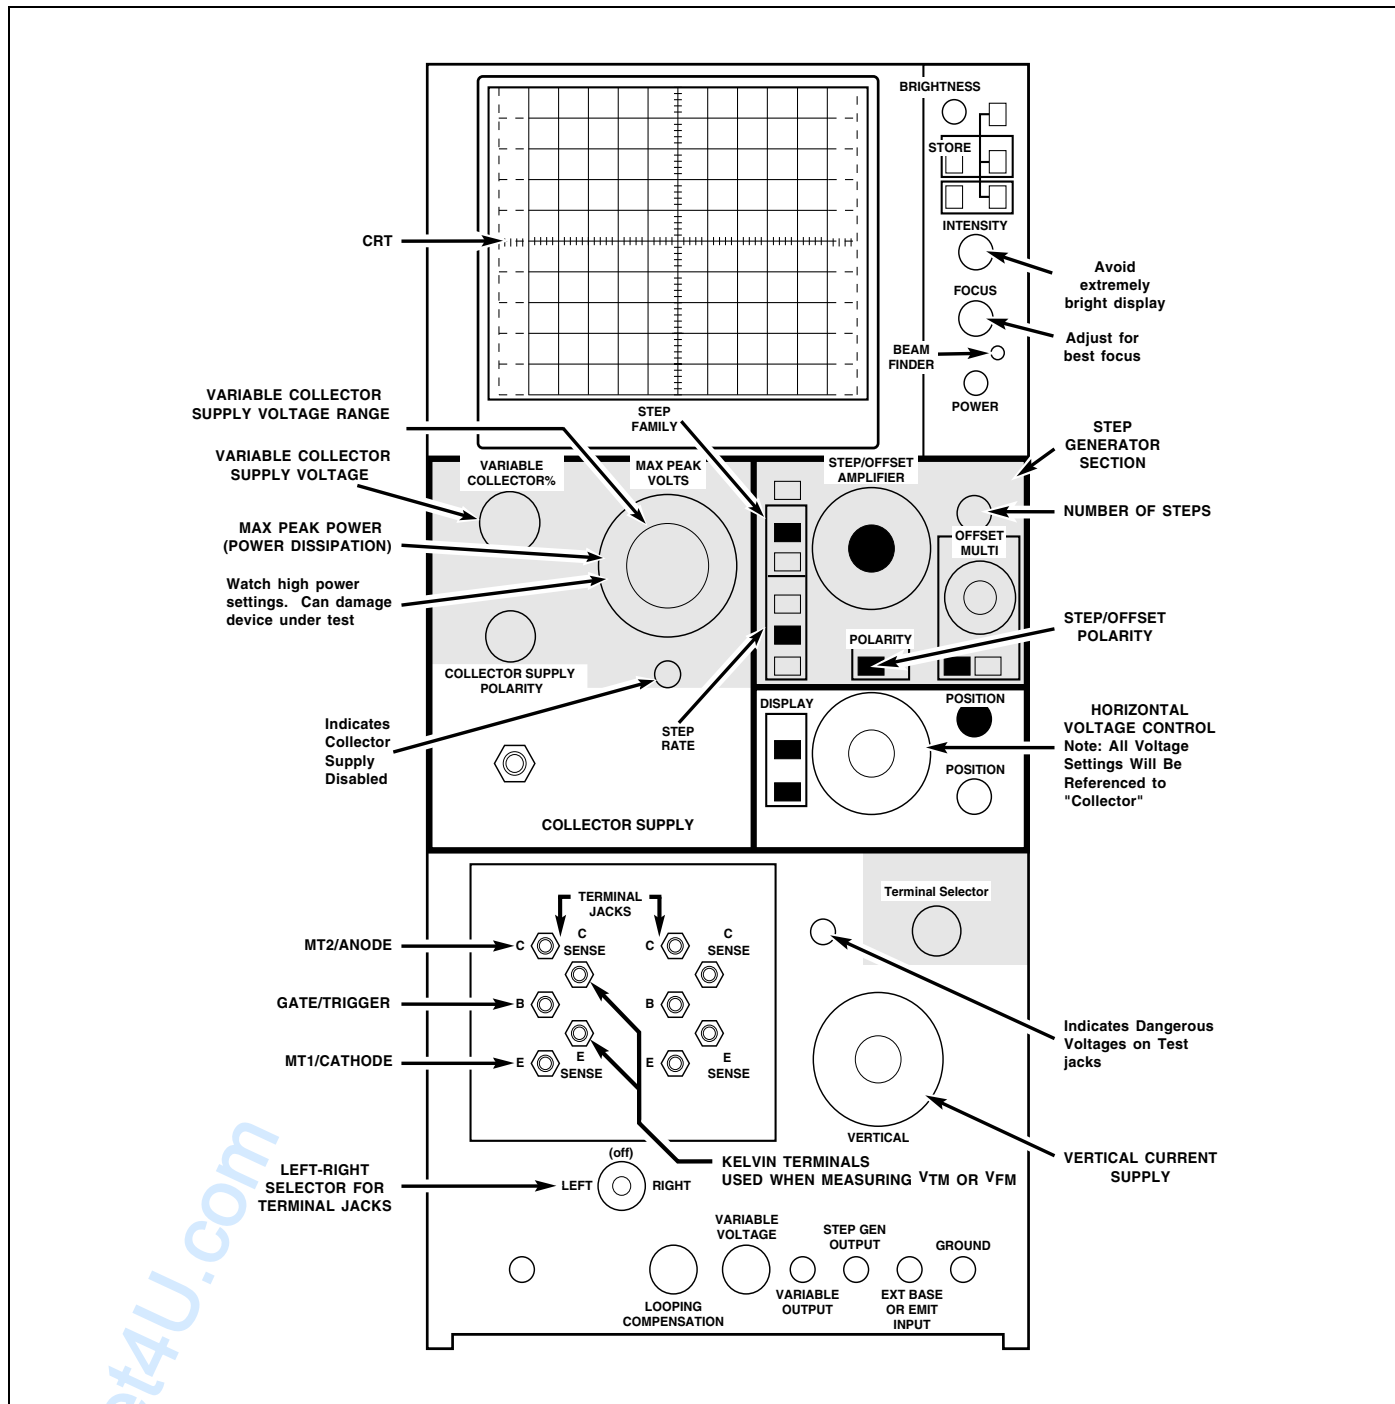 BRIGHTNESS
STORE
INTENSITY
CRT
Avoid
extremely
bright display
FOCUS
Adjust for
best focus
BEAM
FINDER
POWER
VARIABLE COLLECTOR
SUPPLY VOLTAGE RANGE
STEP
FAMILY
STEP
GENERATOR
SECTION
VARIABLE COLLECTOR
SUPPLY VOLTAGE
VARIABLE
COLLECTOR%
MAX PEAK
VOLTS
STEP/OFFSET
AMPLIFIER
NUMBER OF STEPS
MAX PEAK POWER
(POWER DISSIPATION)
OFFSET
MULTI
Watch high power
settings. Can damage
device under test
STEP/OFFSET
POLARITY
POLARITY
COLLECTOR SUPPLY
POLARITY
Indicates
Collector
Supply
Disabled
STEP
RATE
DISPLAY
POSITION
HORIZONTAL
VOLTAGE CONTROL
Note: All Voltage
Settings Will Be
Referenced to
"Collector"
POSITION
COLLECTOR SUPPLY
Terminal Selector
TERMINAL
JACKS
MT2/ANODE
C
C
SENSE
C
C
SENSE
GATE/TRIGGER
B
B
MT1/CATHODE
E
E
SENSE
E
E
SENSE
Indicates Dangerous
Voltages on Test
jacks
VERTICAL
KELVIN TERMINALS
USED WHEN MEASURING VTM OR VFM
VERTICAL CURRENT
SUPPLY
LEFT-RIGHT
SELECTOR FOR
TERMINAL JACKS
(off)
LEFT
RIGHT
VARIABLE
VOLTAGE
STEP GEN
OUTPUT
GROUND
LOOPING
COMPENSATION
VARIABLE
OUTPUT
EXT BASE
OR EMIT
INPUT
et4U.com